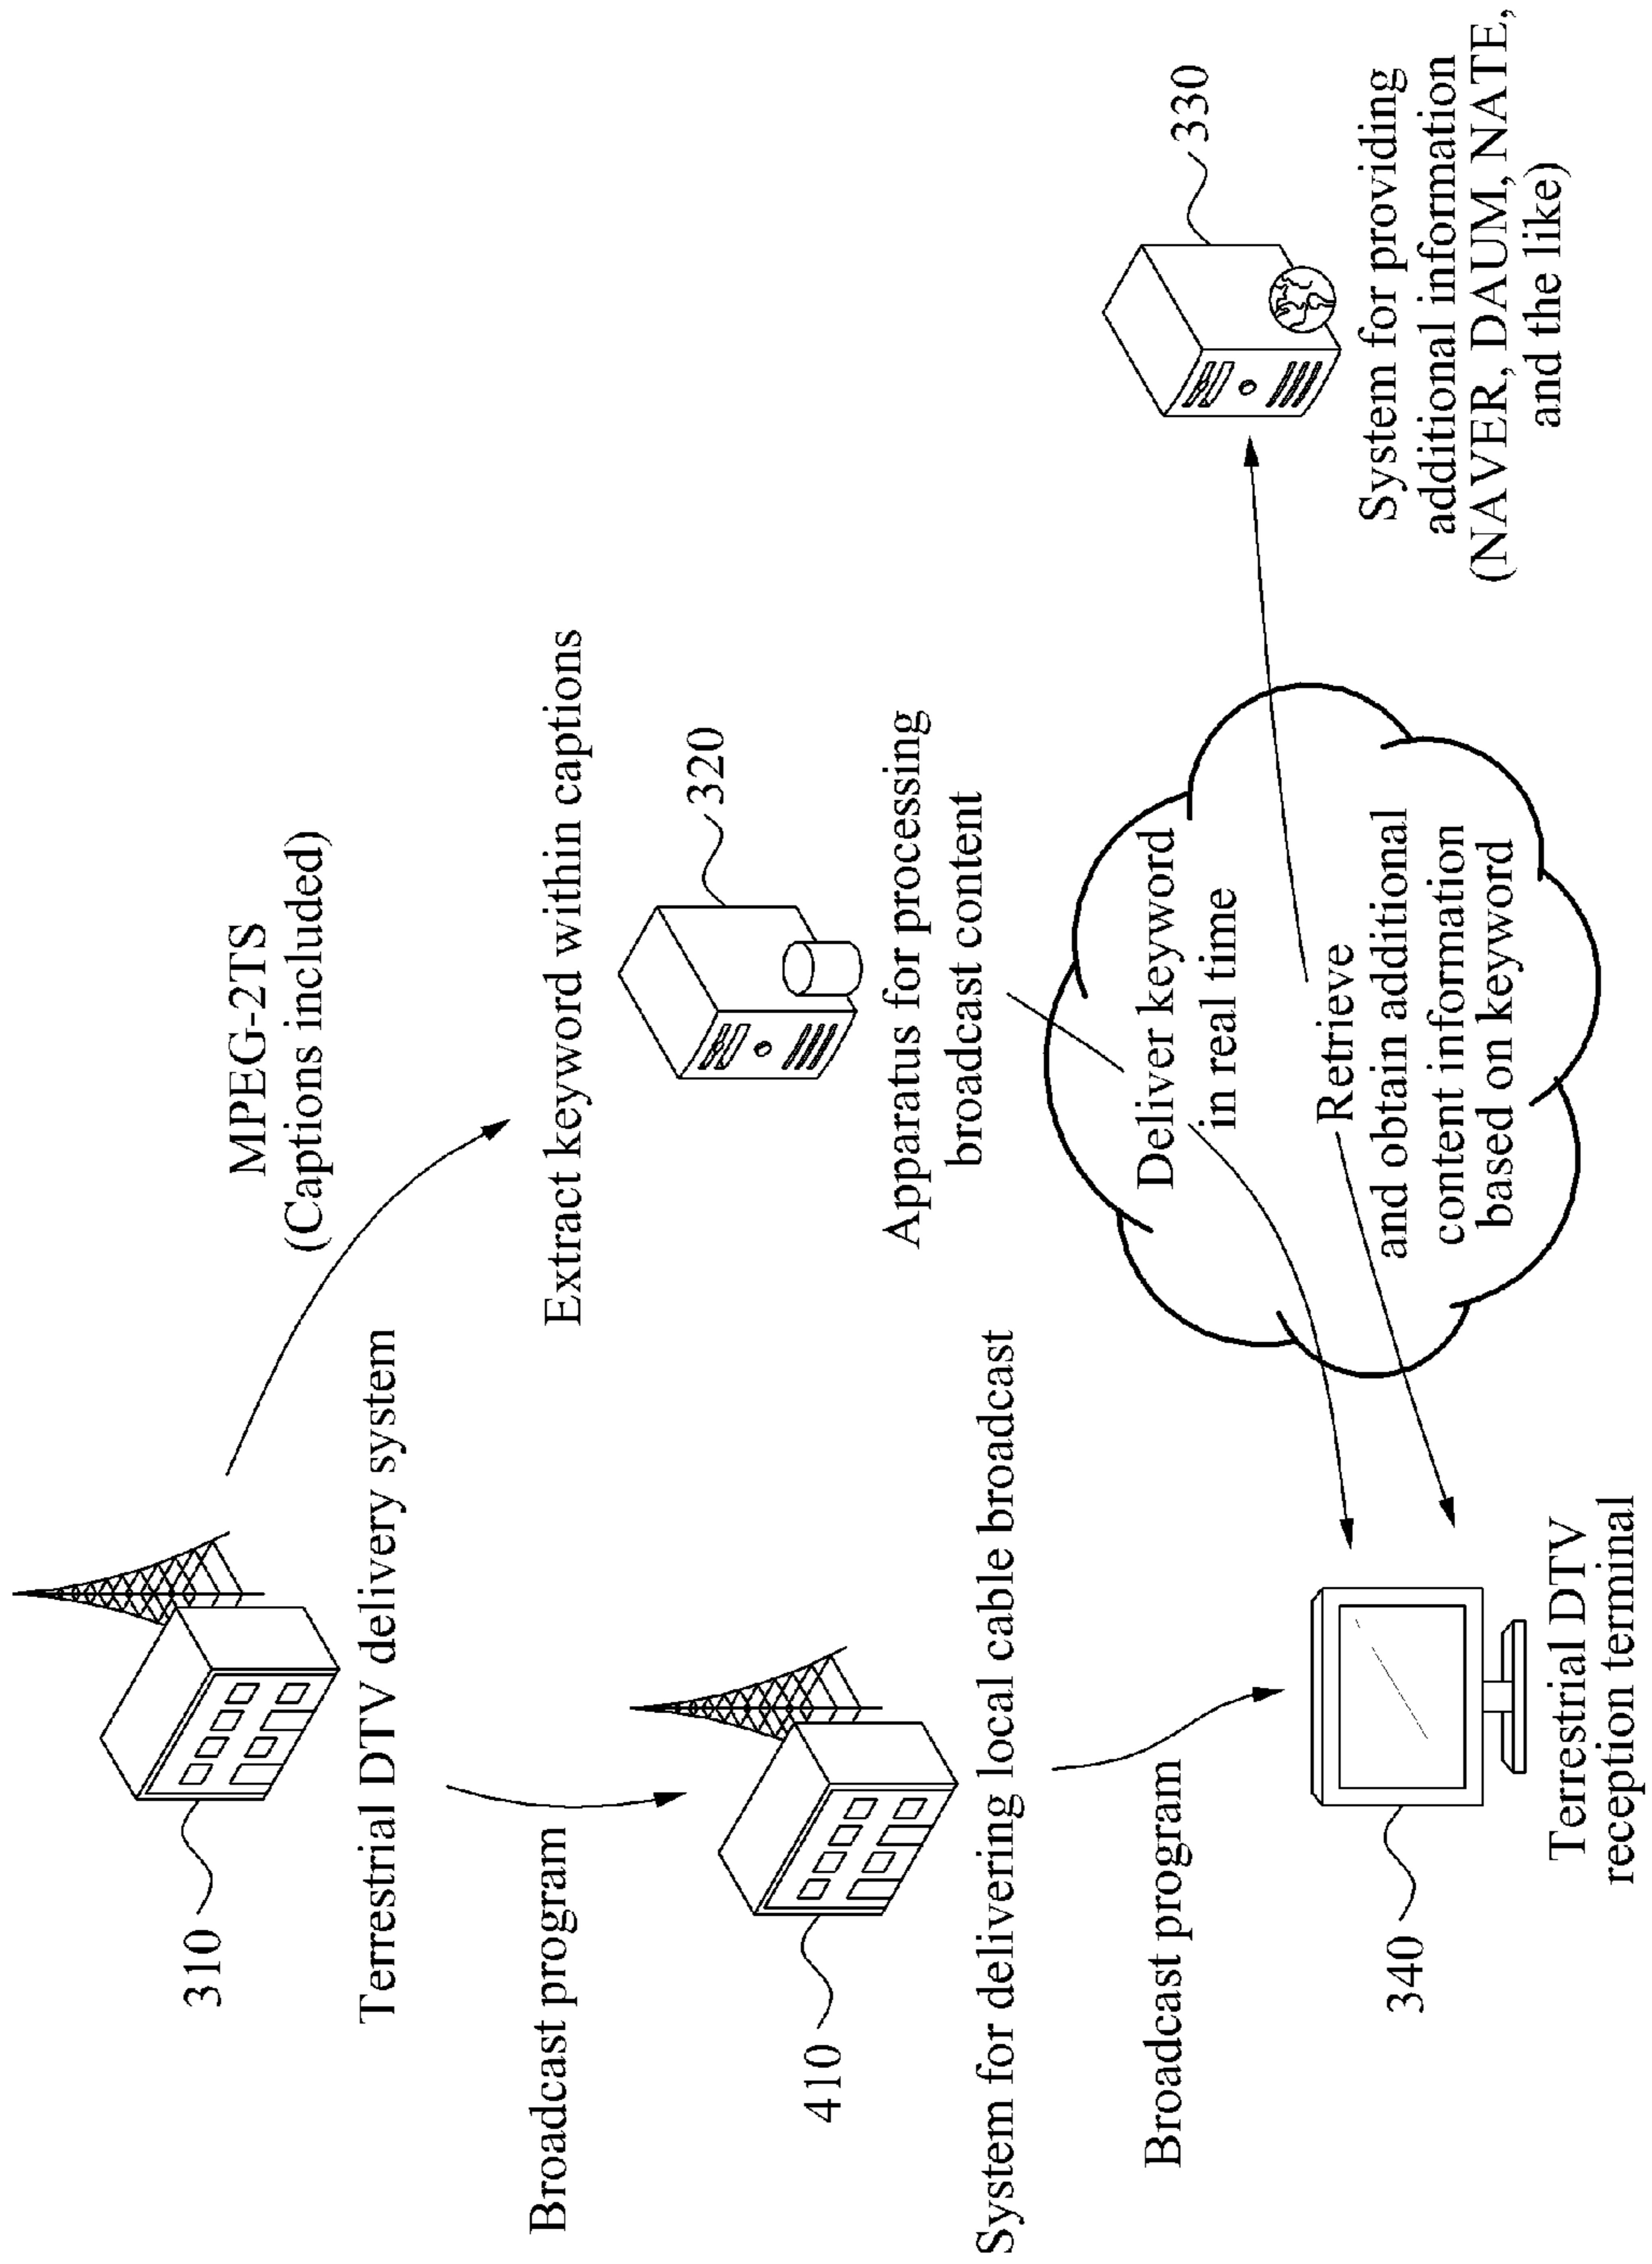 310
Terrestrial DTV delivery system
MPEG-2TS
(Captions included)
Broadcast program
Extract keyword within captions
410
System for delivering local cable broadcast
320
Apparatus for processing
broadcast content
Broadcast program
Deliver keyword
in real time
Retrieve
and obtain additional
content information
based on keyword
330
System for providing
additional information
(NAVER, DAUM, NATE,
and the like)
340
Terrestrial DTV
reception terminal